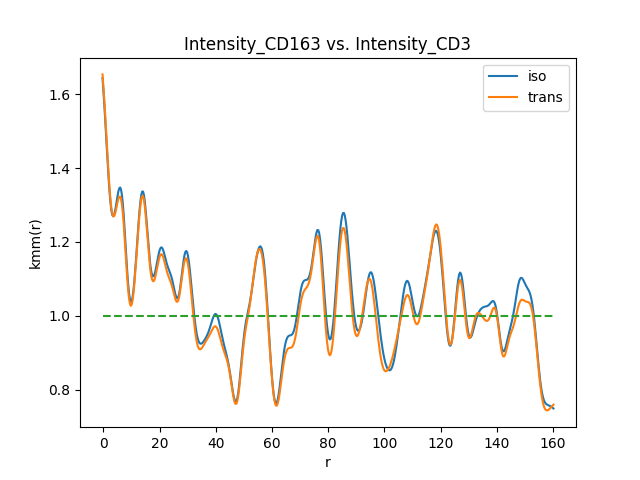 Intensity_CD163 vs. Intensity_CD3
iso
trans
kmm(r)
1.6
1.4
1.2
1.0
0.8
0 20 40 60 80 100 120 140 160
r